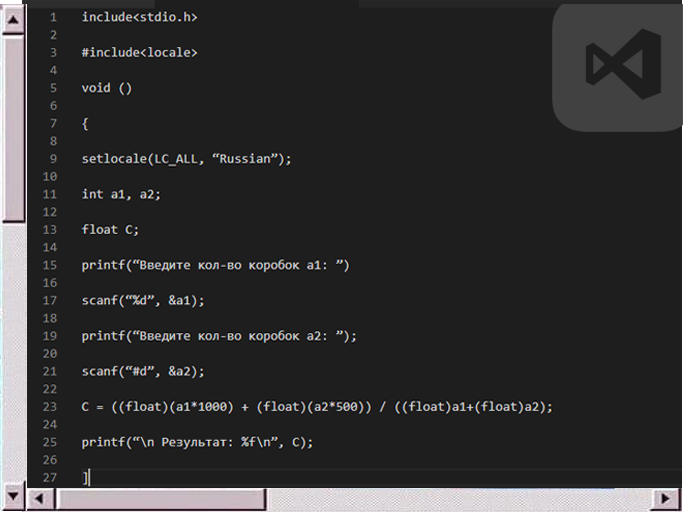 1 include<stdio.h>
2
3 #include<locale>
4
5 void ()
6
7 {
8
9 setlocale(LC_ALL, “Russian”);
10
11 int a1, a2;
12
13 float C;
14
15 printf(“Введите кол-во коробок a1: ”)
16
17 scanf(“%d”, &a1);
18
19 printf(“Введите кол-во коробок a2: ”);
20
21 scanf(“#d”, &a2);
22
23 C = ((float)(a1*1000) + (float)(a2*500)) / ((float)a1+(float)a2);
24
25 printf(“\n Результат: %f\n”, C);
26
27 ]